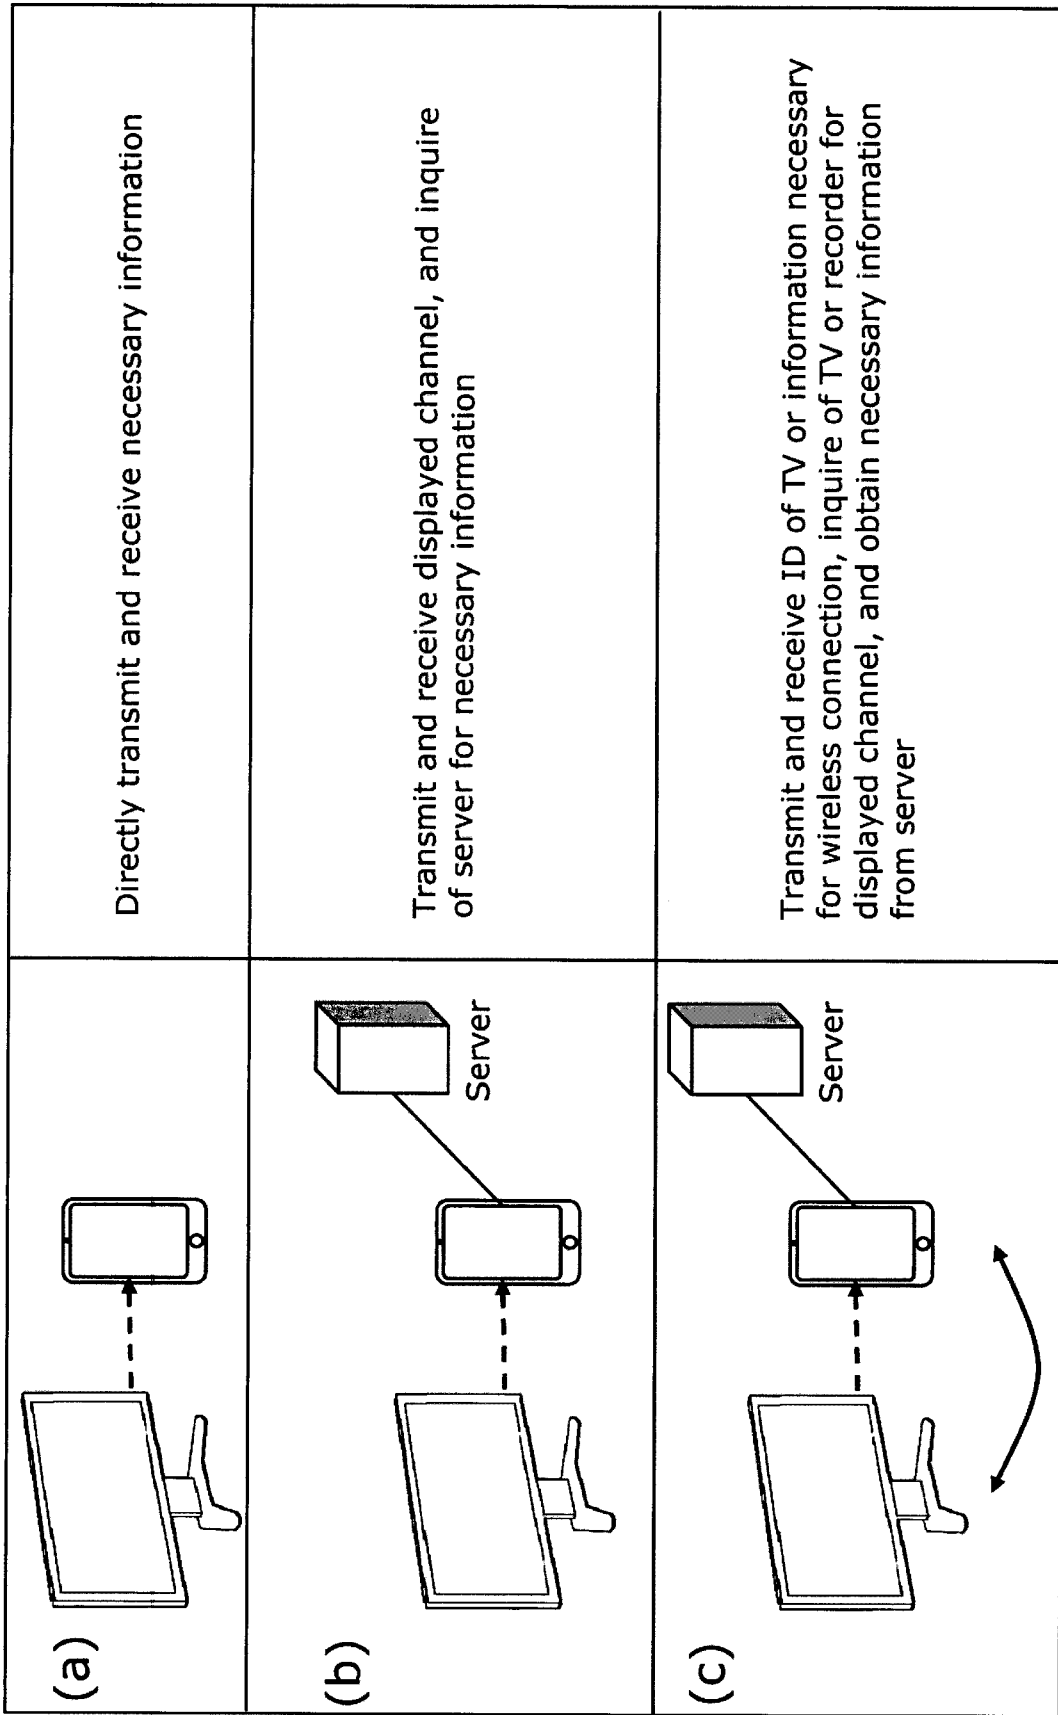 (a)
Directly transmit and receive necessary information
(b)
Server
Transmit and receive displayed channel, and inquire
of server for necessary information
(c)
Server
Transmit and receive ID of TV or information necessary
for wireless connection, inquire of TV or recorder for
displayed channel, and obtain necessary information
from server